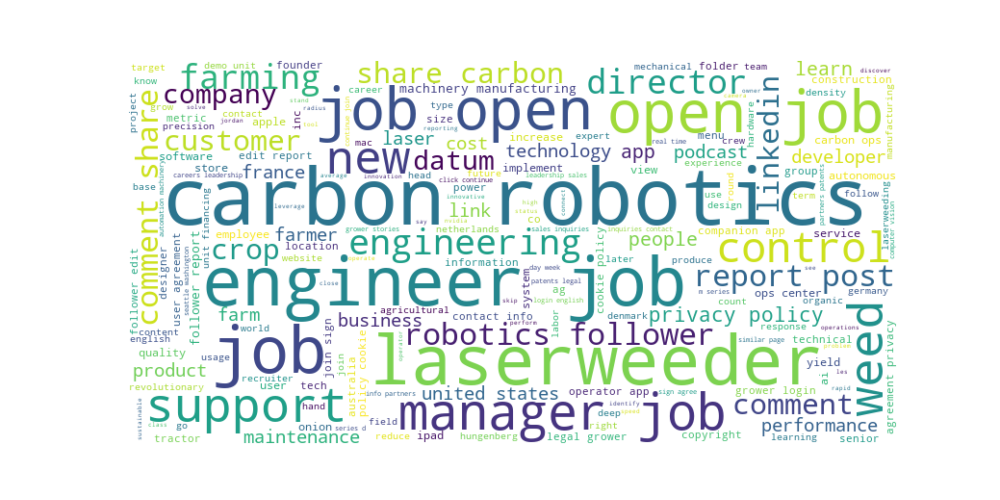 target demo unit founder mechanical folder team discover
know farming share carbon director learn
career machinery manufacturing construction
project grow contact company job open open job density
metric apple inc type size increase expert menu crew
precision solve stand radius mac reporting real time owner
jordan customer new laser cost technology app podcast developer carbon ops
software edit report datum view experience group autonomous
comment share linkedin hardware manufacturing
store france head implement use term follow
base careers leadership average innovation click continue future leadership sales design
automation machinery leverage power innovative high status connect partners patents
carbon robotics
laserweeding computer vision
grower stories link netherlands co sales inquiries inquiries contact companion app service
unit financing farmer engineering people control
designer location later produce
user agreement crop website operate information cookie policy
follower edit follower report close day week see ops center germany
engineer job report post
seattle washington patents legal m series
skip login english count organic
world agricultural system ag labor denmark
content farm business contact info perform privacy policy response operations
english job robotics follower similar page technical
quality join sign operator laserweeder weed yield
usage join problem
product recruiter user tech australia policy cookie info partners operator app identify sign agree grower login ai les
revolutionary hand united states deep speed rapid agreement privacy
sustainable support manager job comment
class go onion series d field right performance
tractor maintenance reduce ipad hungenberg legal grower copyright learning senior